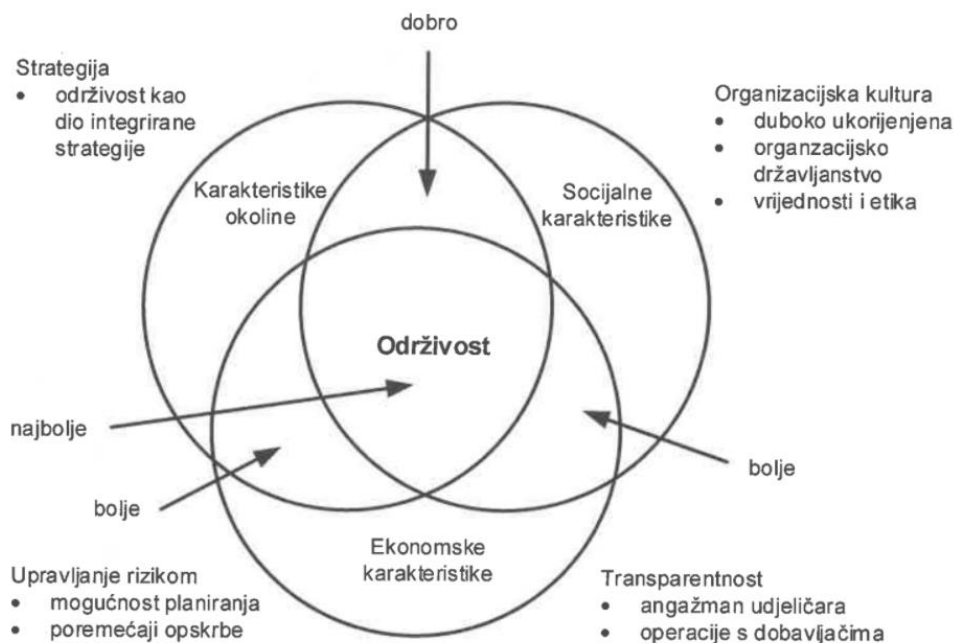 dobro
Strategija
• održivost kao
dio integrirane
strategije
Organizacijska kultura
• duboko ukorijenjena
• organzacijsko
državljanstvo
• vrijednosti i etika
Karakteristike
okoline
Socijalne
karakteristike
Održivost
najbolje
bolje
bolje
Ekonomske
karakteristike
Upravljanje rizikom
• mogućnost planiranja
• poremećaji opskrbe
Transparentnost
• angažman udjeličara
• operacije s dobavljačima